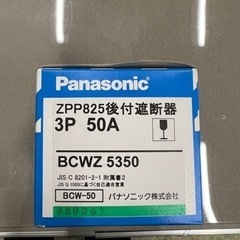 Panasonic
ZPP825後付遮断器
3P 50A
BCWZ 5350
JIS C 8201-2-1 附属書2
JIS Q 1000に基づく自己適合宣言
BCW-50
パナソニック株式会社
220207